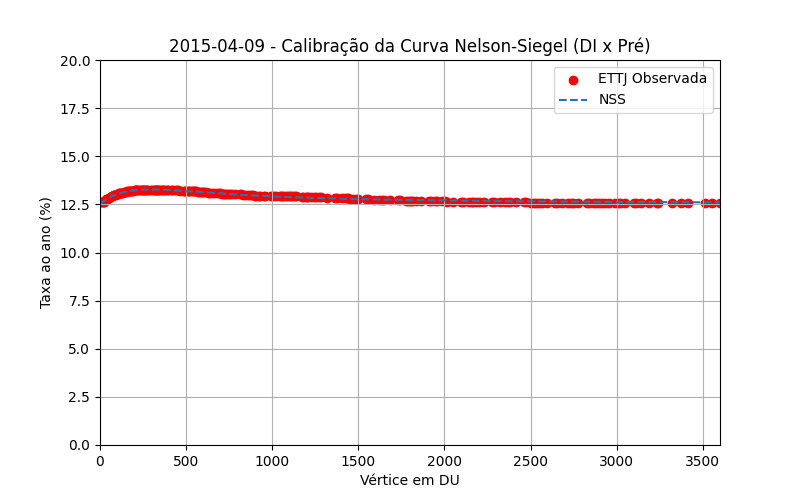 2015-04-09 - Calibração da Curva Nelson-Siegel (DI x Pré)
ETTJ Observada
NSS
Taxa ao ano (%)
20.0
17.5
15.0
12.5
10.0
7.5
5.0
2.5
0.0
0 500 1000 1500 2000 2500 3000 3500
Vértice em DU